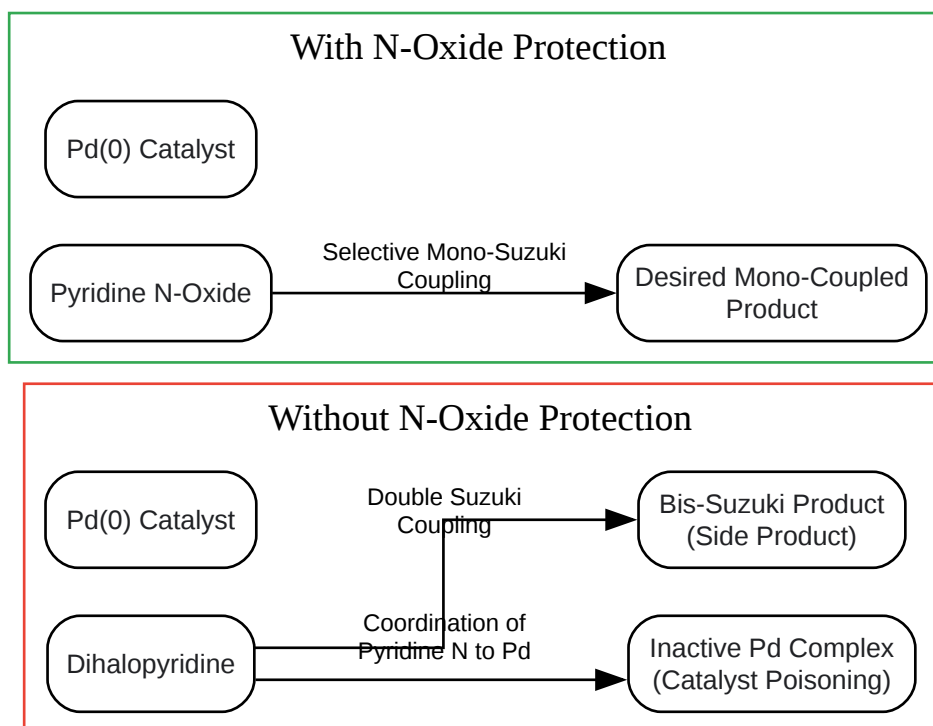 With N-Oxide Protection
Pd(0) Catalyst
Selective Mono-Suzuki
Coupling
Pyridine N-Oxide
Desired Mono-Coupled
Product
Without N-Oxide Protection
Pd(0) Catalyst
Double Suzuki
Coupling
Bis-Suzuki Product
(Side Product)
Dihalopyridine
Coordination of
Pyridine N to Pd
Inactive Pd Complex
(Catalyst Poisoning)